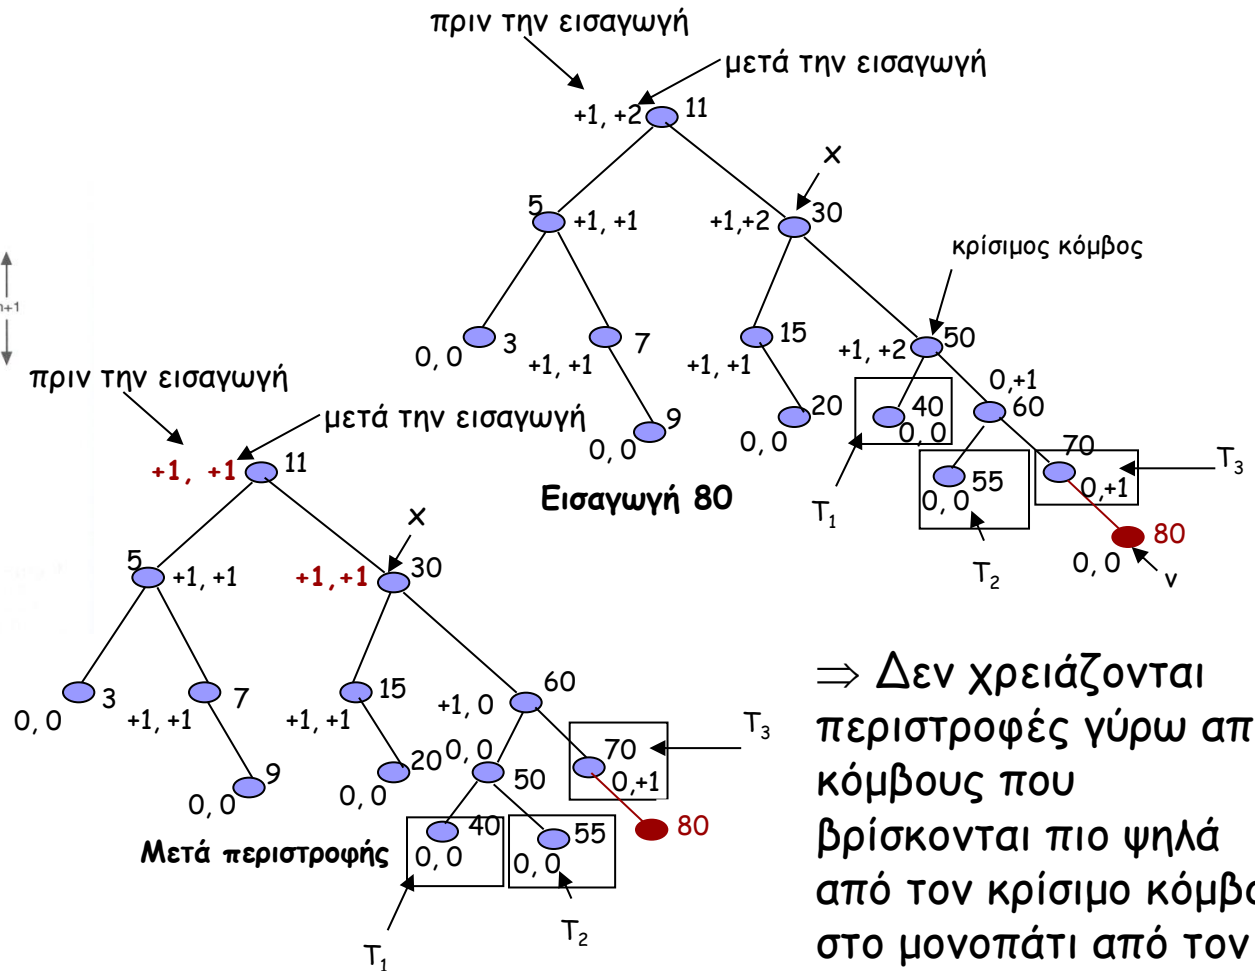 πριν την εισαγωγή
μετά την εισαγωγή
+1, +2 11
x
5 +1, +1
+1,+2 30
κρίσιμος κόμβος
n+1
0, 0 3
+1, +1 7
+1, +1 15
+1, +2 50
0,+1
60
40
0, 0
20
0, 0
9
0, 0
70
0,+1
T3
55
0, 0
T1
T2
80
0, 0
v
Εισαγωγή 80
πριν την εισαγωγή
μετά την εισαγωγή
+1, +1 11
x
5 +1, +1
+1,+1 30
0, 0 3
+1, +1 7
+1, +1 15
+1, 0 60
9
0, 0
20
0, 0
0, 0
50
70
0,+1
T3
40
0, 0
55
0, 0
80
Μετά περιστροφής
T1
T2
⇒ Δεν χρειάζονται
περιστροφές γύρω
κόμβους που
βρίσκονται πιο ψηλά
από τον κρίσιμο
στο μονοπάτι από τον